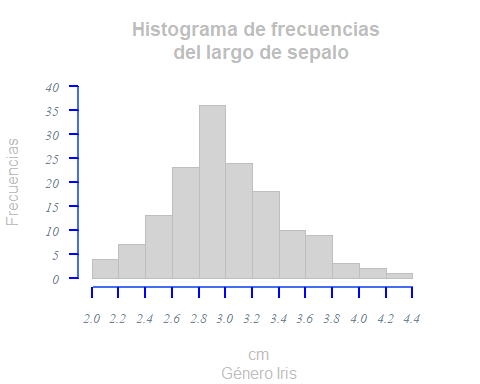 Histograma de frecuencias
del largo de sepalo
Frecuencias
40
35
30
25
20
15
10
5
0
2.0 2.2 2.4 2.6 2.8 3.0 3.2 3.4 3.6 3.8 4.0 4.2 4.4
cm
Género Iris